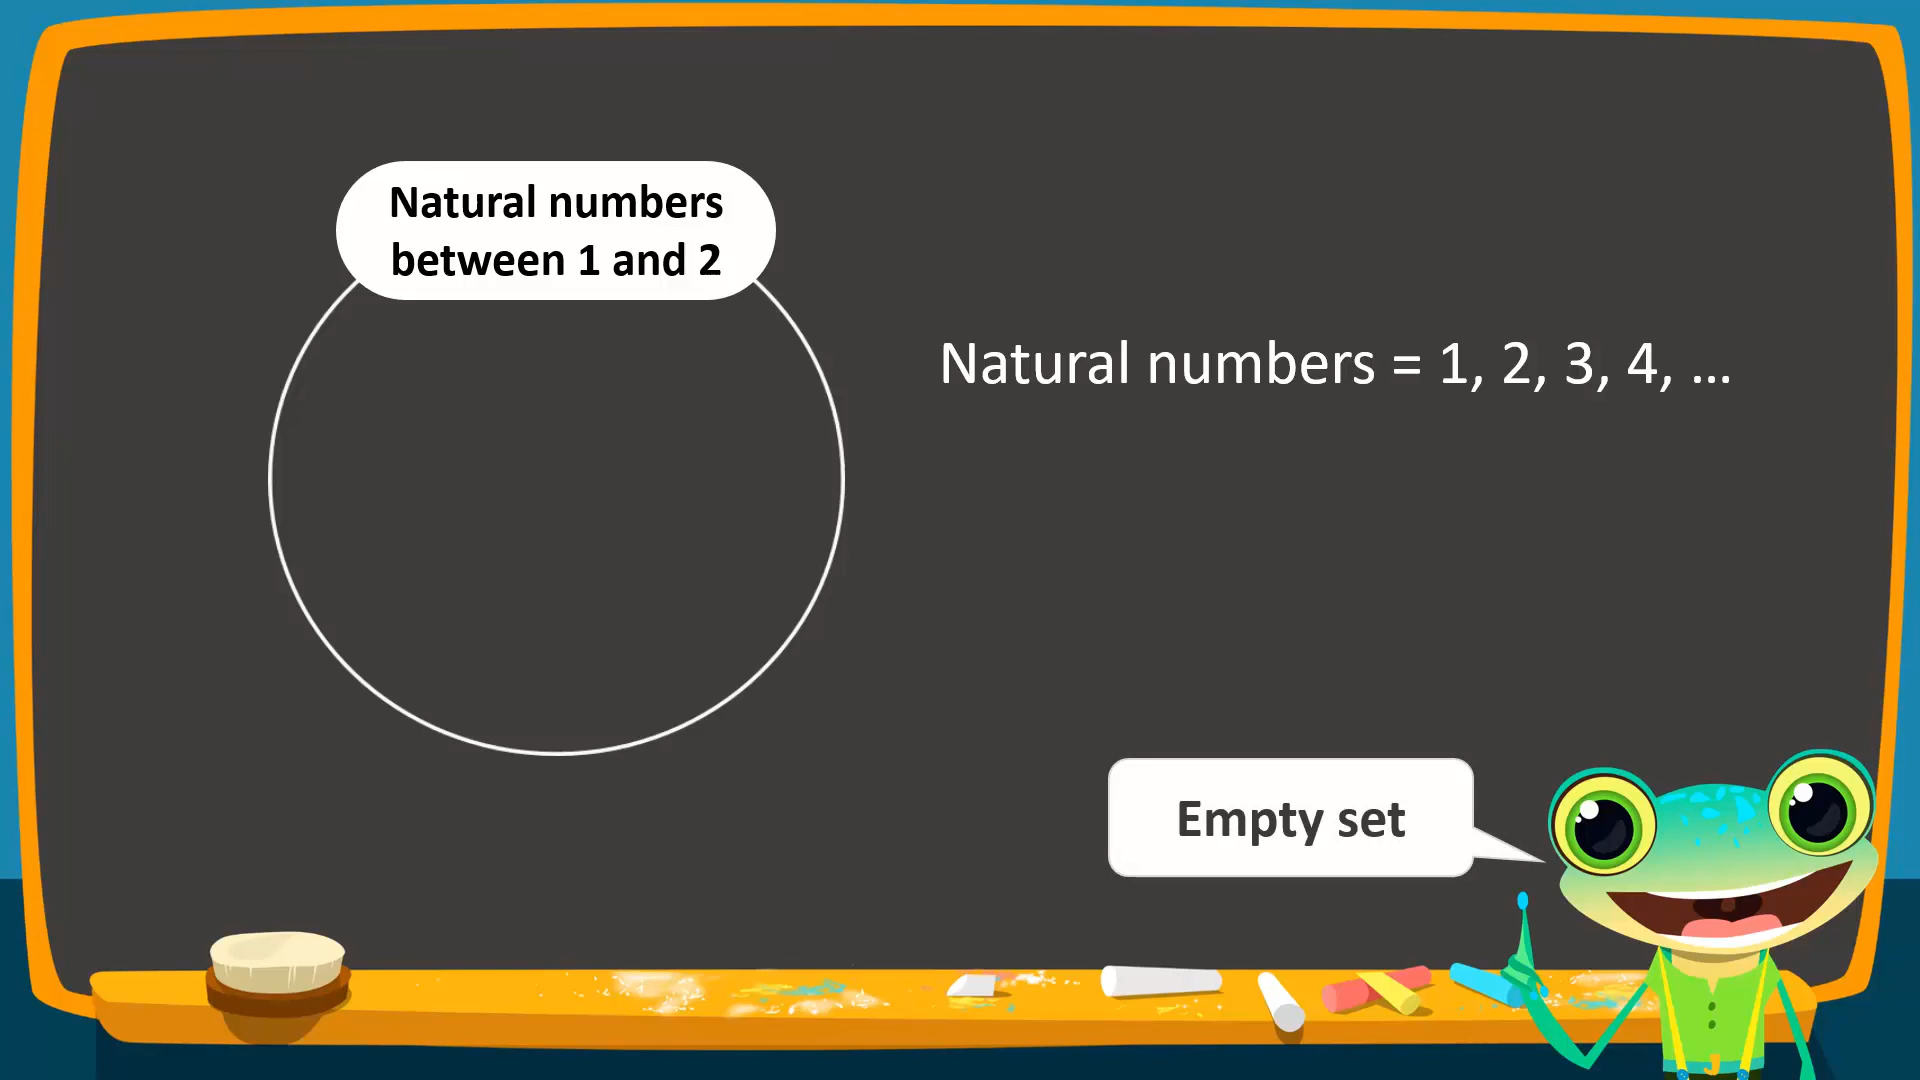 Natural numbers
between 1 and 2
Natural numbers = 1, 2, 3, 4, ...
Empty set